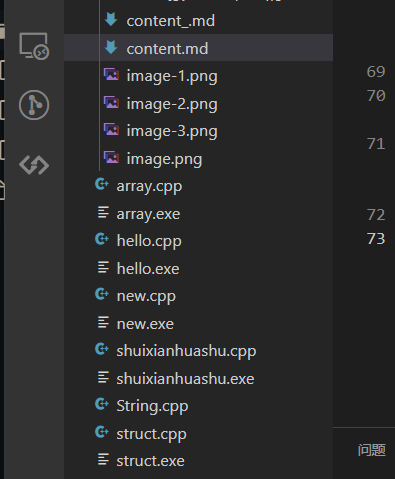 content_.md
content.md
image-1.png
69
image-2.png
70
image-3.png
71
image.png
array.cpp
array.exe
72
hello.cpp
73
hello.exe
new.cpp
new.exe
shuixianhuashu.cpp
shuixianhuashu.exe
String.cpp
struct.cpp
问题
struct.exe